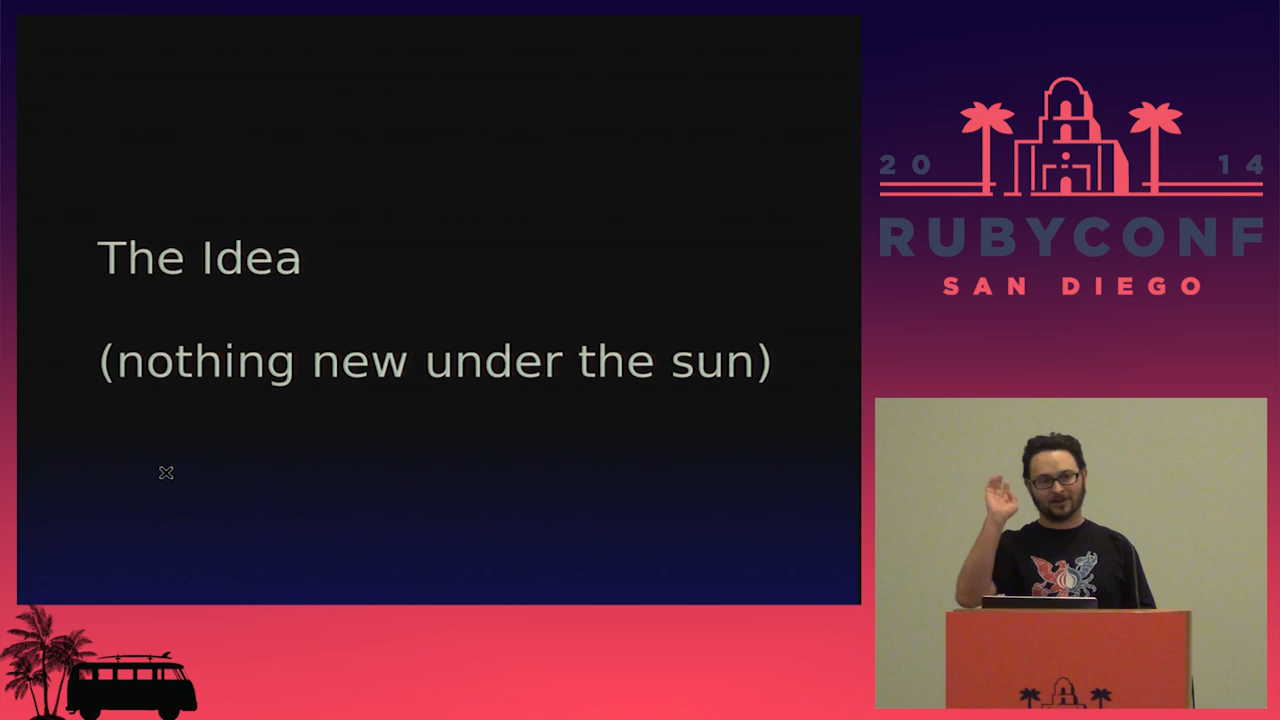 The Idea
(nothing new under the sun)
20 14
RUBYCONF
SAN DIEGO